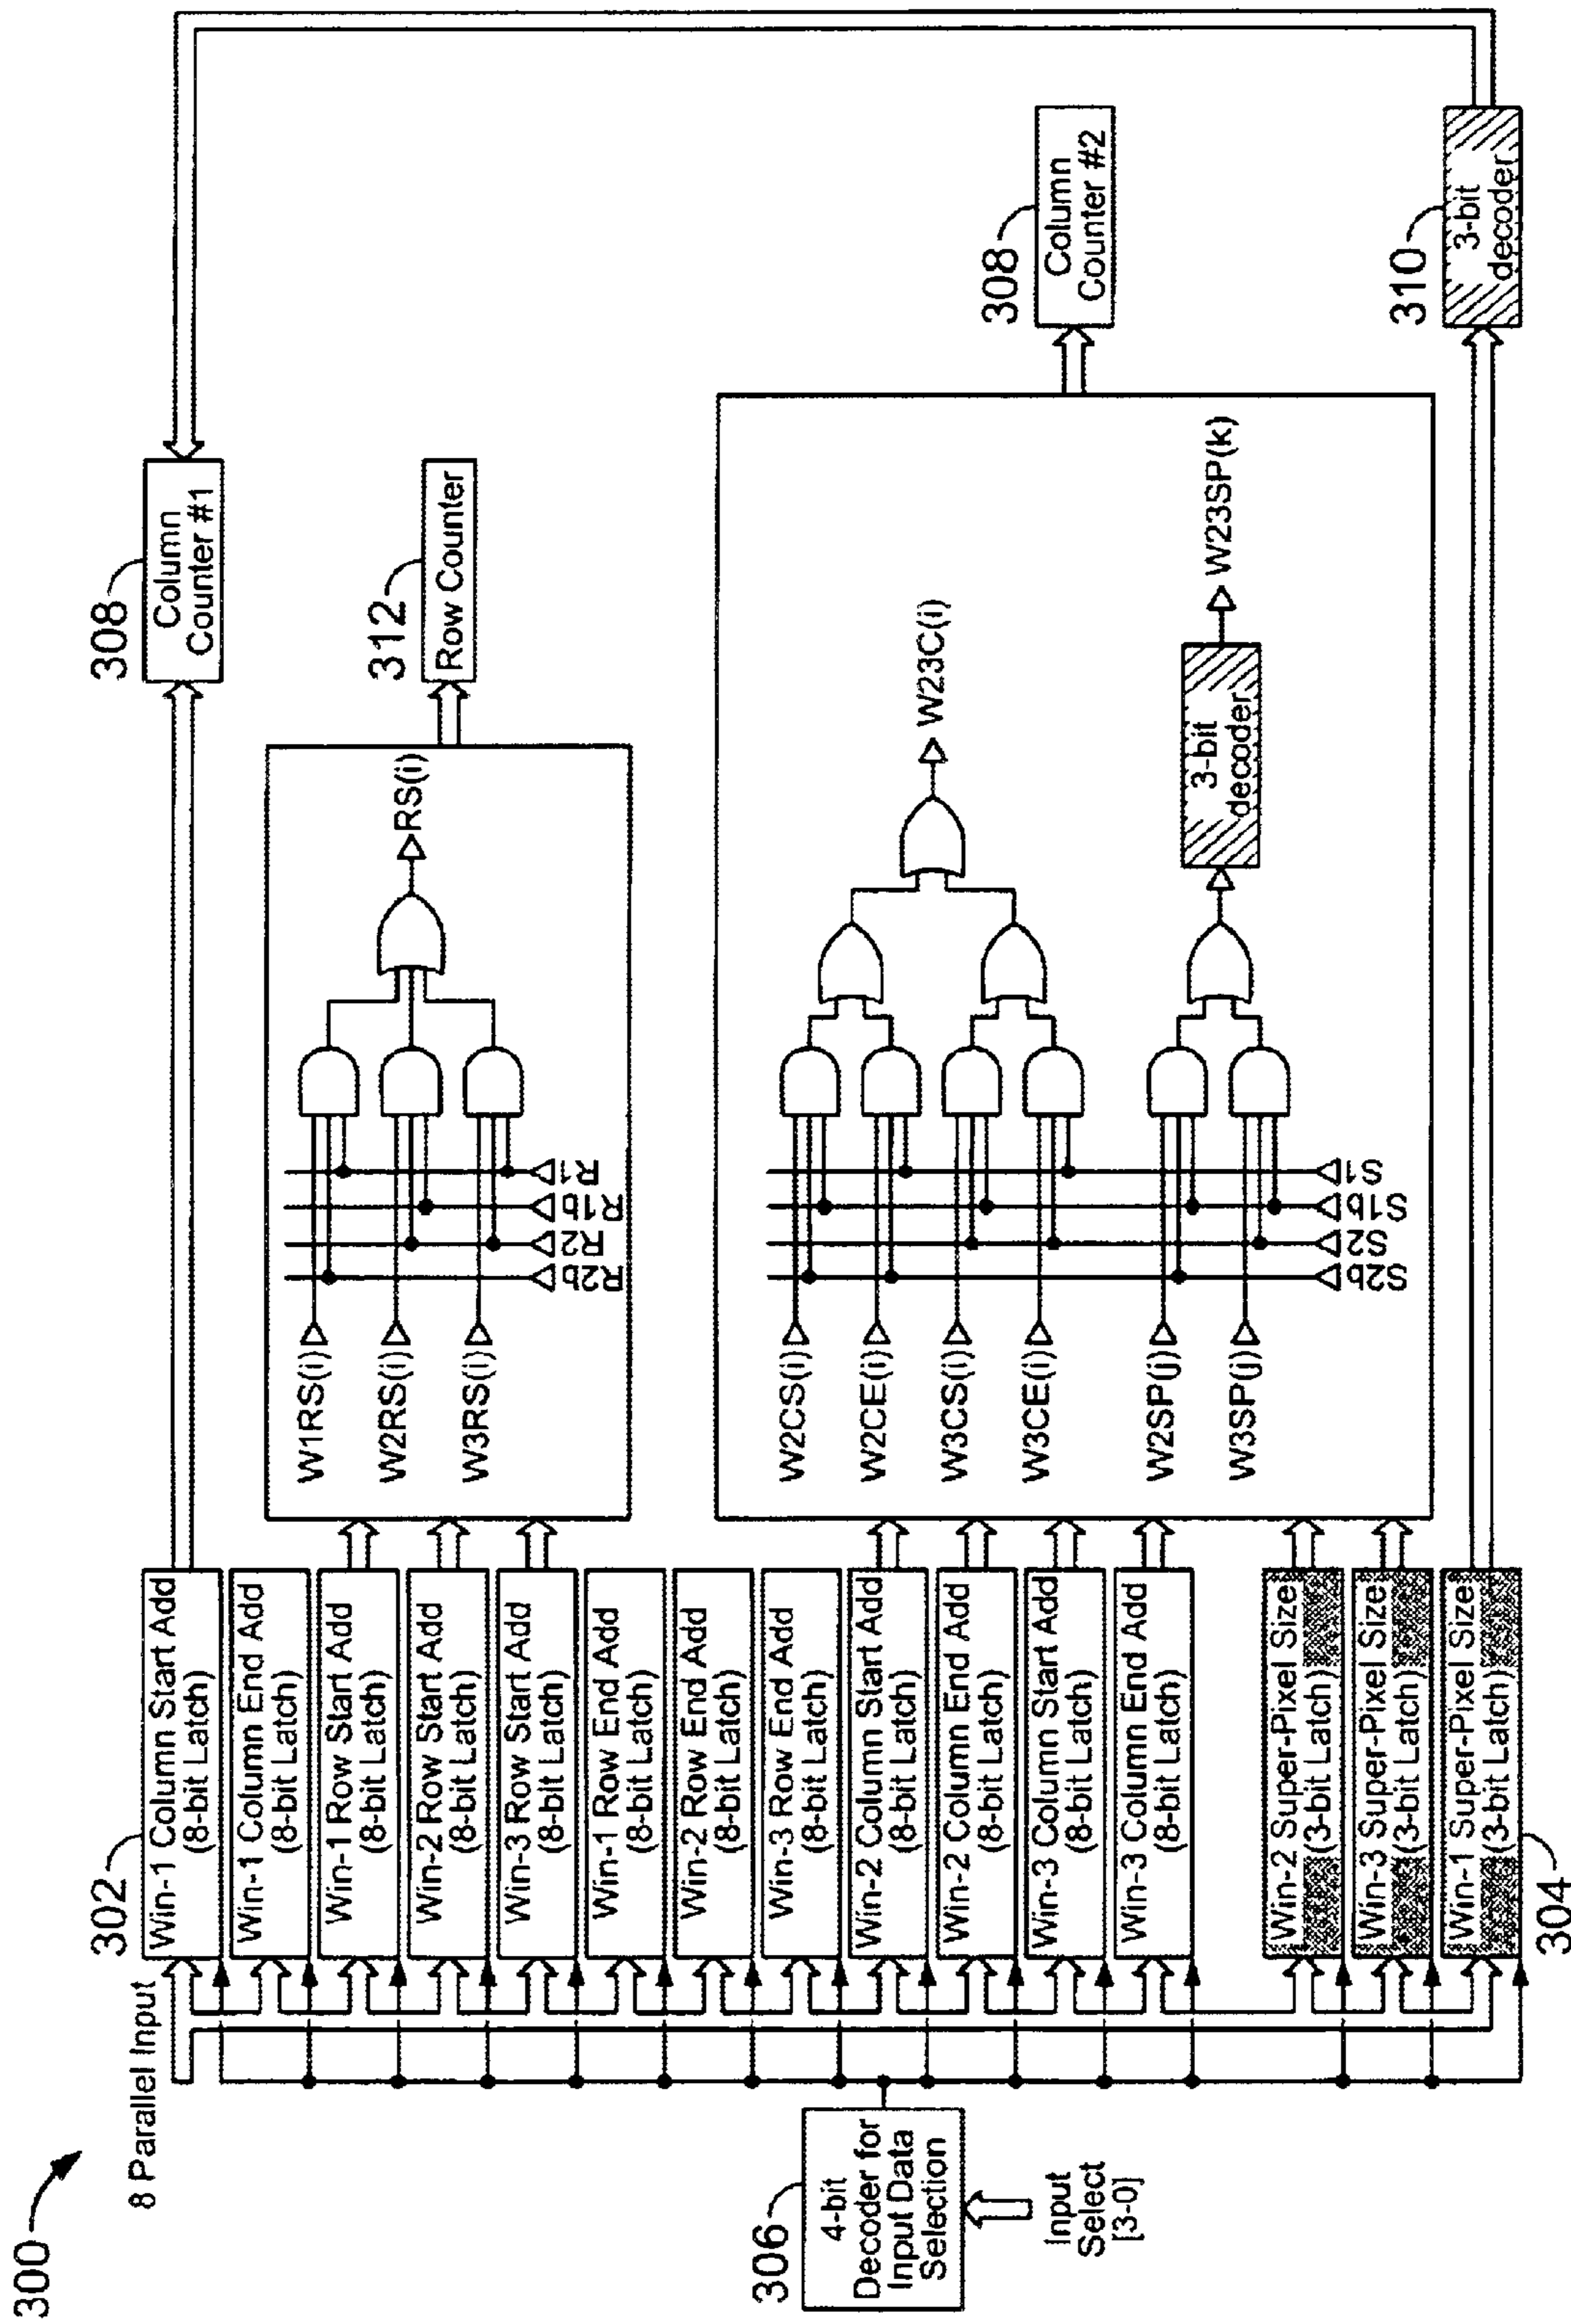 300
8 Parallel Input
306
4-bit
Decoder for
Input Data
Selection
Input
Select
[3-0]
302
Win-1 Column Start Add
(8-bit Latch)
Win-1 Column End Add
(8-bit Latch)
Win-1 Row Start Add
(8-bit Latch)
Win-2 Row Start Add
(8-bit Latch)
Win-3 Row Start Add
(8-bit Latch)
Win-1 Row End Add
(8-bit Latch)
Win-2 Row End Add
(8-bit Latch)
Win-3 Row End Add
(8-bit Latch)
Win-2 Column Start Add
(8-bit Latch)
Win-2 Column End Add
(8-bit Latch)
Win-3 Column Start Add
(8-bit Latch)
Win-3 Column End Add
(8-bit Latch)
Win-2 Super-Pixel Size
(3-bit Latch)
Win-3 Super-Pixel Size
(3-bit Latch)
Win-1 Super-Pixel Size
(3-bit Latch)
304
W1RS(i)
W2RS(i)
W3RS(i)
R2b
R2
R1b
R1
RS(i)
312
Row Counter
308
Column
Counter #1
W2CS(i)
W2CE(i)
W3CS(i)
W3CE(i)
W2SP(j)
W3SP(j)
S2b
S2
S1b
S1
W23C(i)
3-bit
decoder
W23SP(k)
308
Column
Counter #2
310
3-bit
decoder